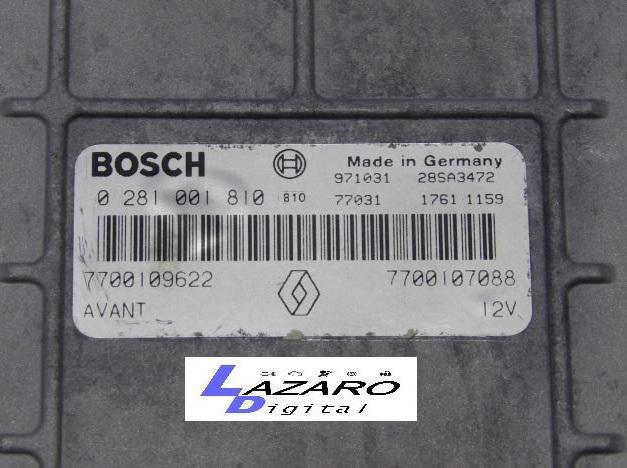 BOSCH Made in Germany
971031 28SA3472
0 281 001 810 B10 77031 1761 1159
7700109622 7700107088
AVANT 12V
LAZARO
Digital